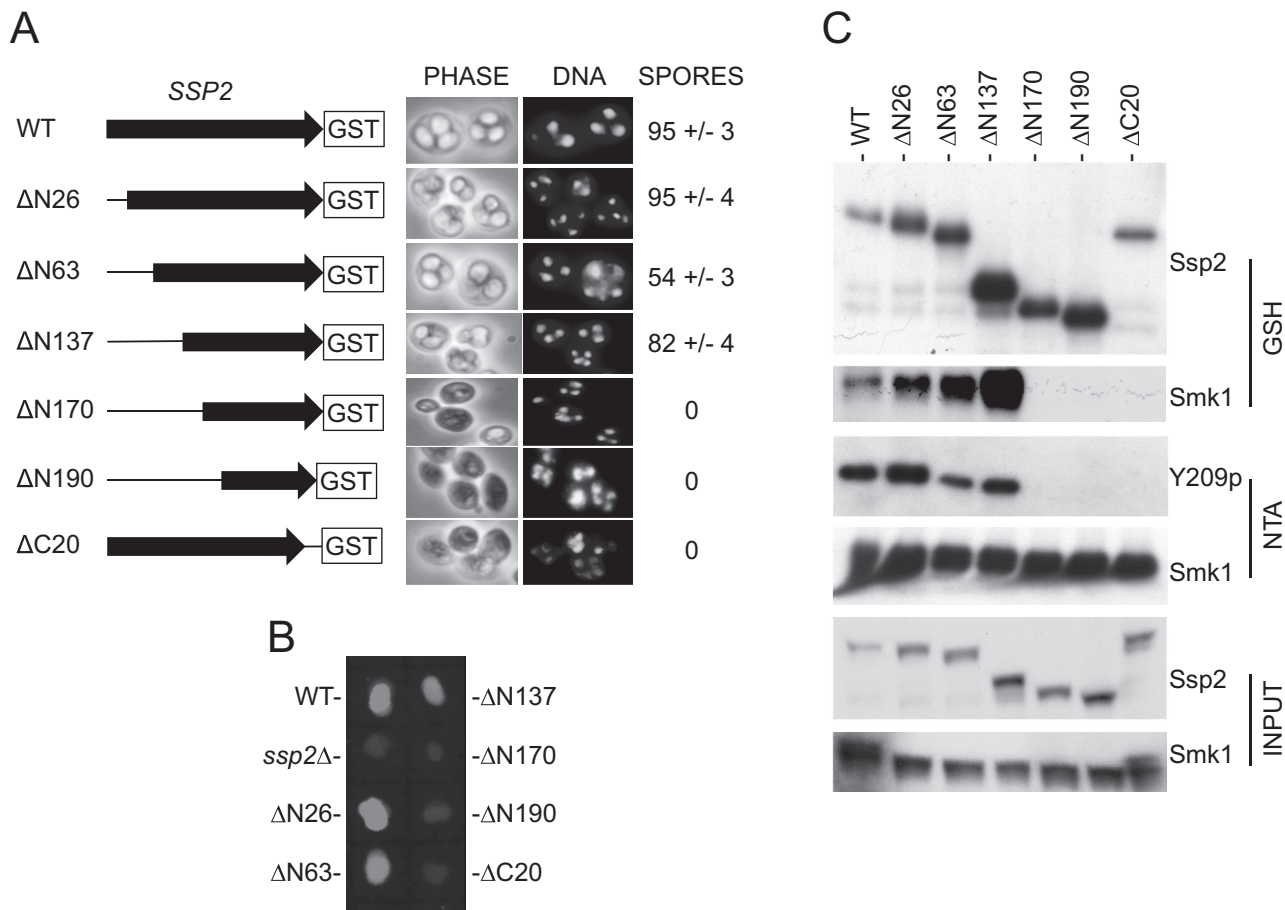 A
SSP2 PHASE DNA SPORES
WT GST 95 +/- 3
ΔN26 GST 95 +/- 4
ΔN63 GST 54 +/- 3
ΔN137 GST 82 +/- 4
ΔN170 GST 0
ΔN190 GST 0
ΔC20 GST 0
B
WT- -ΔN137
ssp2Δ- -ΔN170
ΔN26- -ΔN190
ΔN63- -ΔC20
C
WT ΔN26 ΔN63 ΔN137 ΔN170 ΔN190 ΔC20
Ssp2
Smk1
GSH
Y209p
Smk1
NTA
Ssp2
Smk1
INPUT